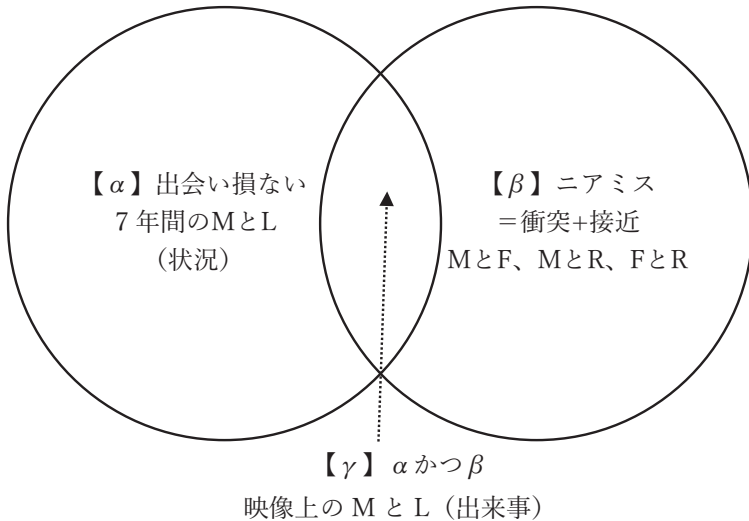 【α】出会い損ない
7年間のMとL
（状況）
【β】ニアミス
＝衝突+接近
MとF、MとR、FとR
【γ】αかつβ
映像上の M と L（出来事）